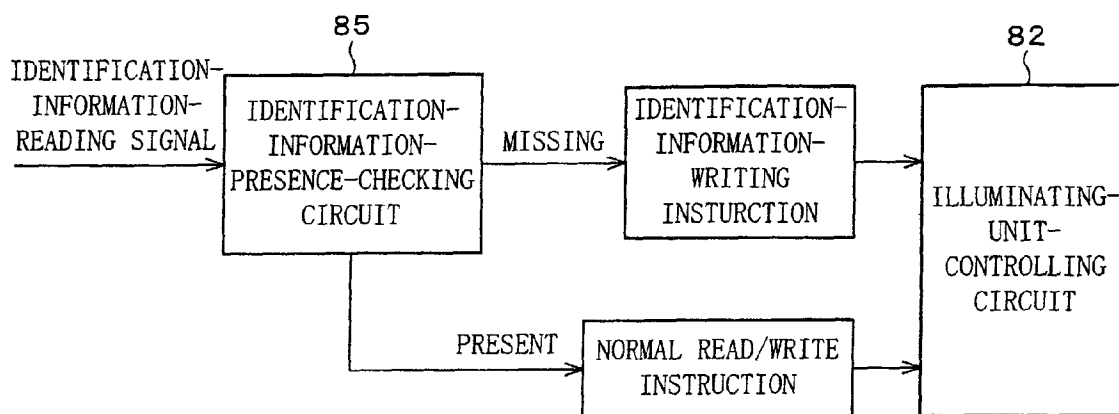 85
82
IDENTIFICATION-
INFORMATION-
READING SIGNAL
IDENTIFICATION-
INFORMATION-
PRESENCE-CHECKING
CIRCUIT
MISSING
IDENTIFICATION-
INFORMATION-
WRITING
INSTURCTION
ILLUMINATING-
UNIT-
CONTROLLING
CIRCUIT
PRESENT
NORMAL READ/WRITE
INSTRUCTION